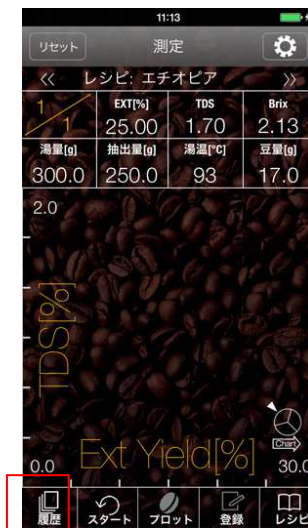 11:13
リセット 測定
<< レシピ: エチオピア >>
1/1 EXT[%] TDS Brix
25.00 1.70 2.13
湯量[g] 抽出量[g] 湯温[°C] 豆量[g]
300.0 250.0 93 17.0
2.0
TDS[%]
Chart
0.0 Ext Yield[%] 30.0
履歴 スタート プロット 登録 レシピ